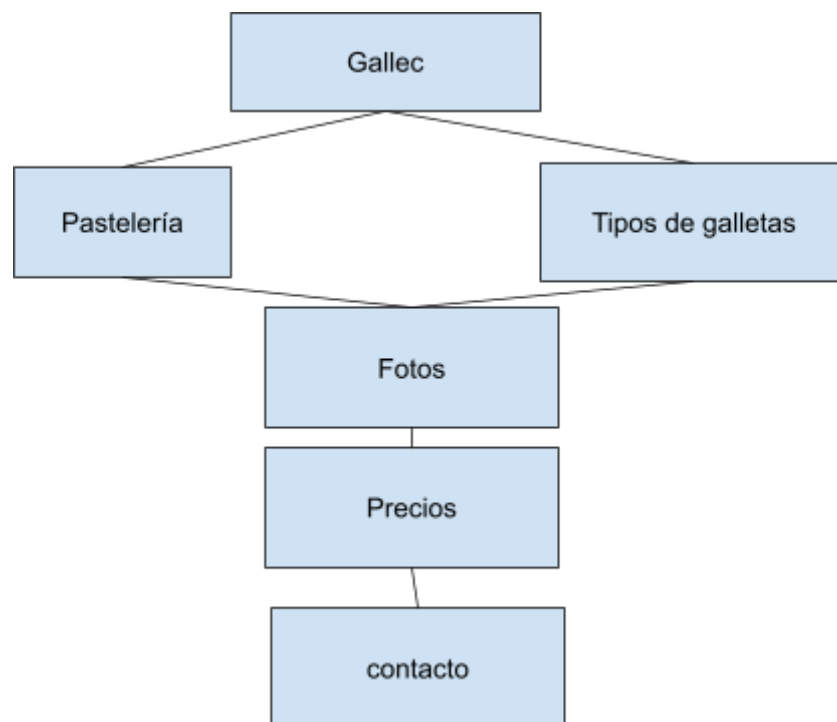 Gallec
Pastelería
Tipos de galletas
Fotos
Precios
contacto